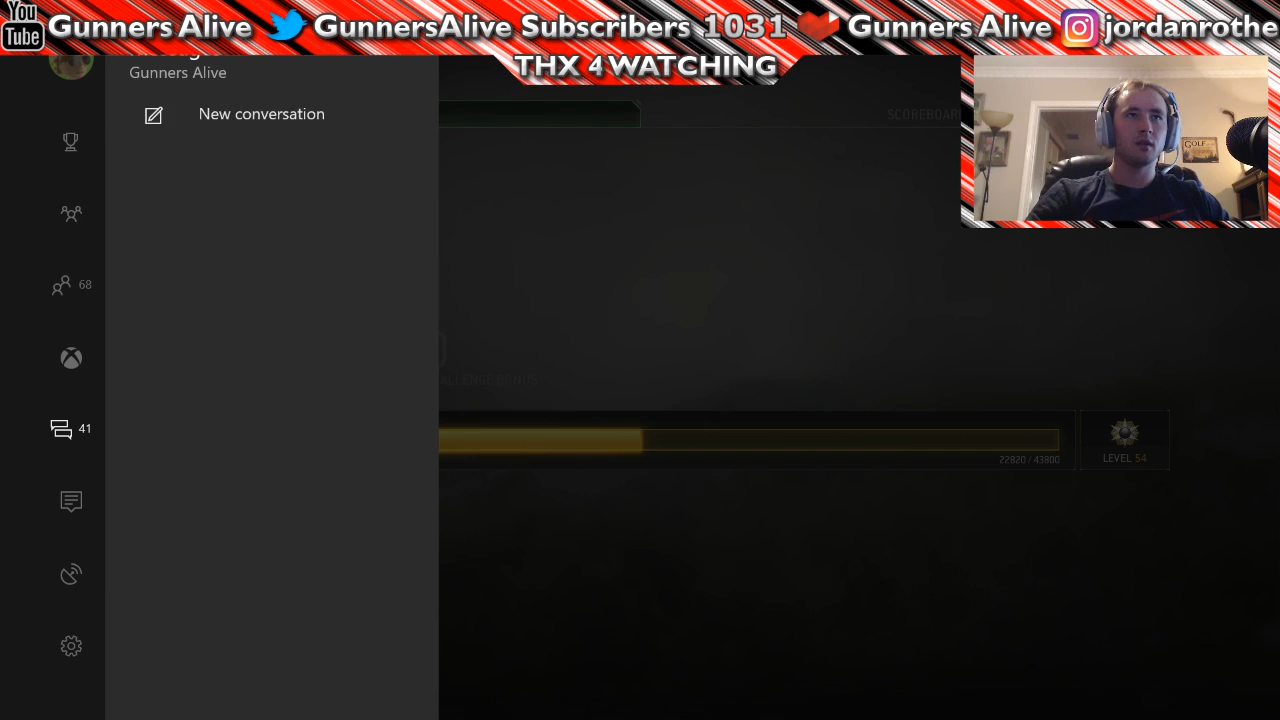 You Tube Gunners Alive GunnersAlive Subscribers 1031 Gunners Alive jordanrothe
THX 4 WATCHING
Gunners Alive
New conversation
68
41
22820 / 43800
LEVEL 54
GOLF